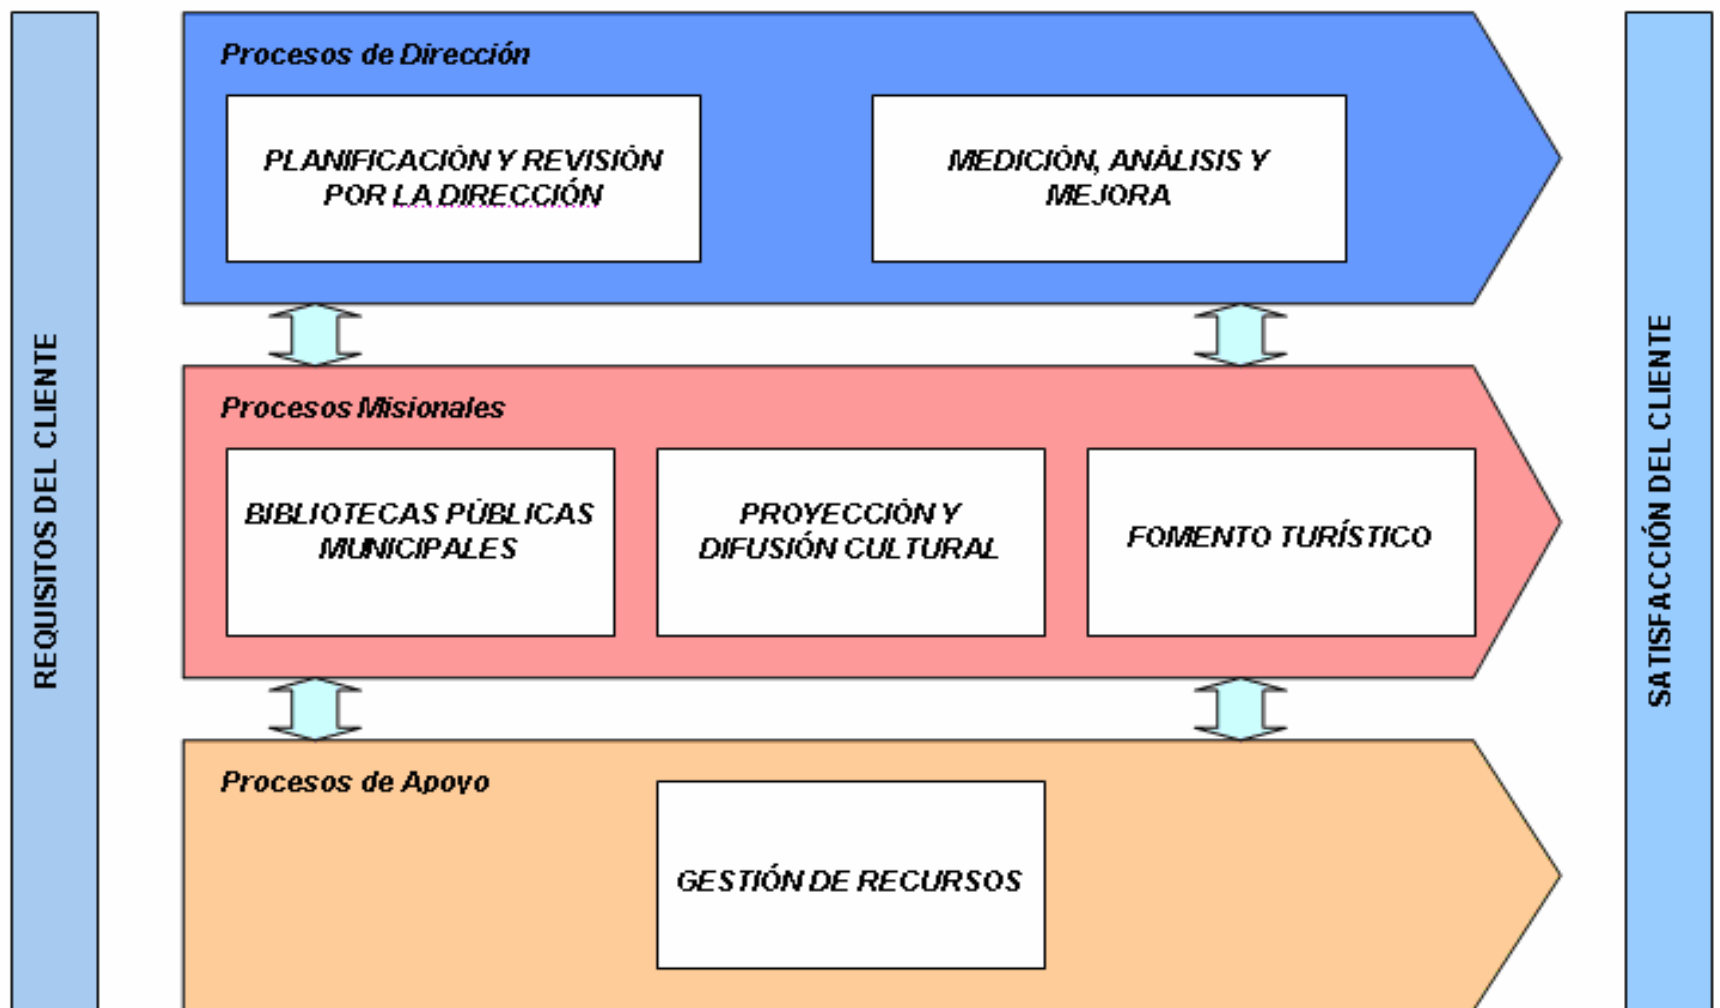 REQUISITOS DEL CLIENTE
Procesos de Dirección
PLANIFICACIÓN Y REVISIÓN
POR LA DIRECCIÓN
MEDICIÓN, ANÁLISIS Y
MEJORA
Procesos Misionales
BIBLIOTECAS PÚBLICAS
MUNICIPALES
PROYECCIÓN Y
DIFUSIÓN CULTURAL
FOMENTO TURÍSTICO
Procesos de Apoyo
GESTIÓN DE RECURSOS
SATISFACCIÓN DEL CLIENTE